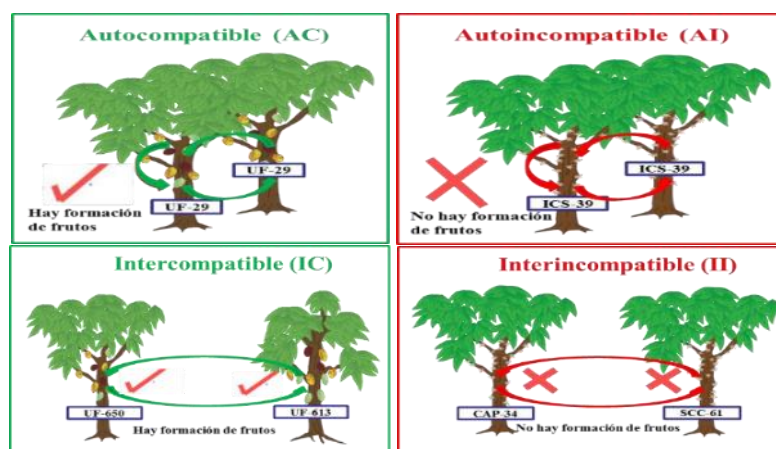 Autocompatible (AC)
UF-29
UF-29
Hay formación
de frutos
Autoincompatible (AI)
ICS-39
ICS-39
No hay formación
de frutos
Intercompatible (IC)
UF-650
UF-613
Hay formación de frutos
Interincompatible (II)
CAP-34
SCC-61
No hay formación de frutos